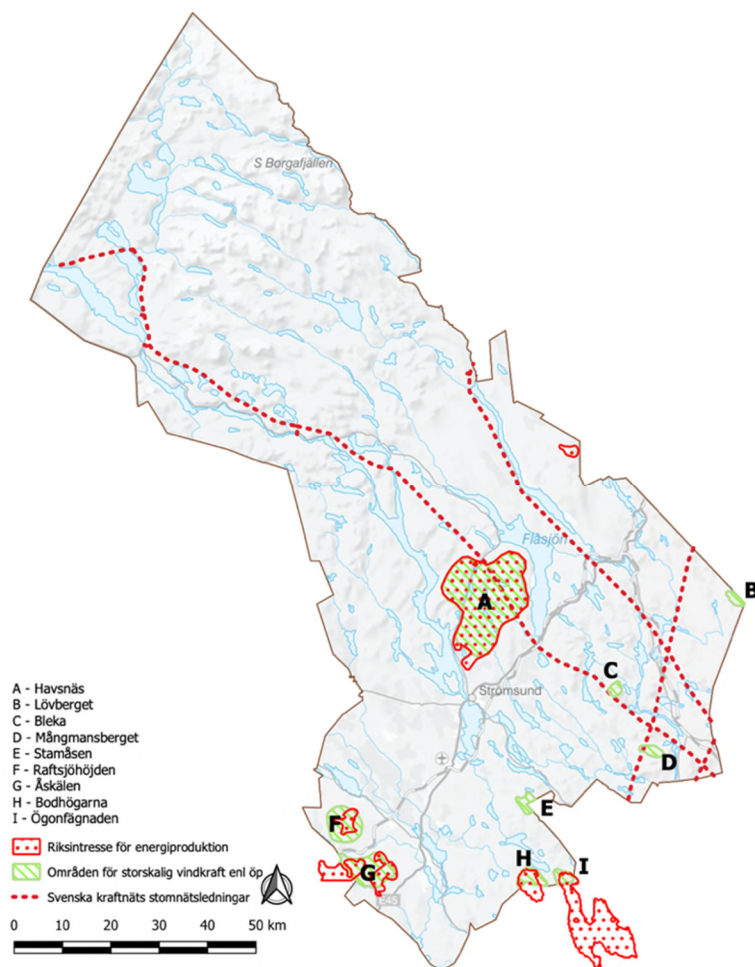 S Borgafjällen
Flåsjön
A
B
C
Strömsund
D
E
F
G
H
I
E45
A - Havsnäs
B - Lövberget
C - Bleka
D - Mångmansberget
E - Stamåsen
F - Raftsjöhöjden
G - Åskälen
H - Bodhögarna
I - Ögonfägnaden
Riksintresse för energiproduktion
Områden för storskalig vindkraft enl öp
Svenska kraftnäts stomnätsledningar
0 10 20 30 40 50 km